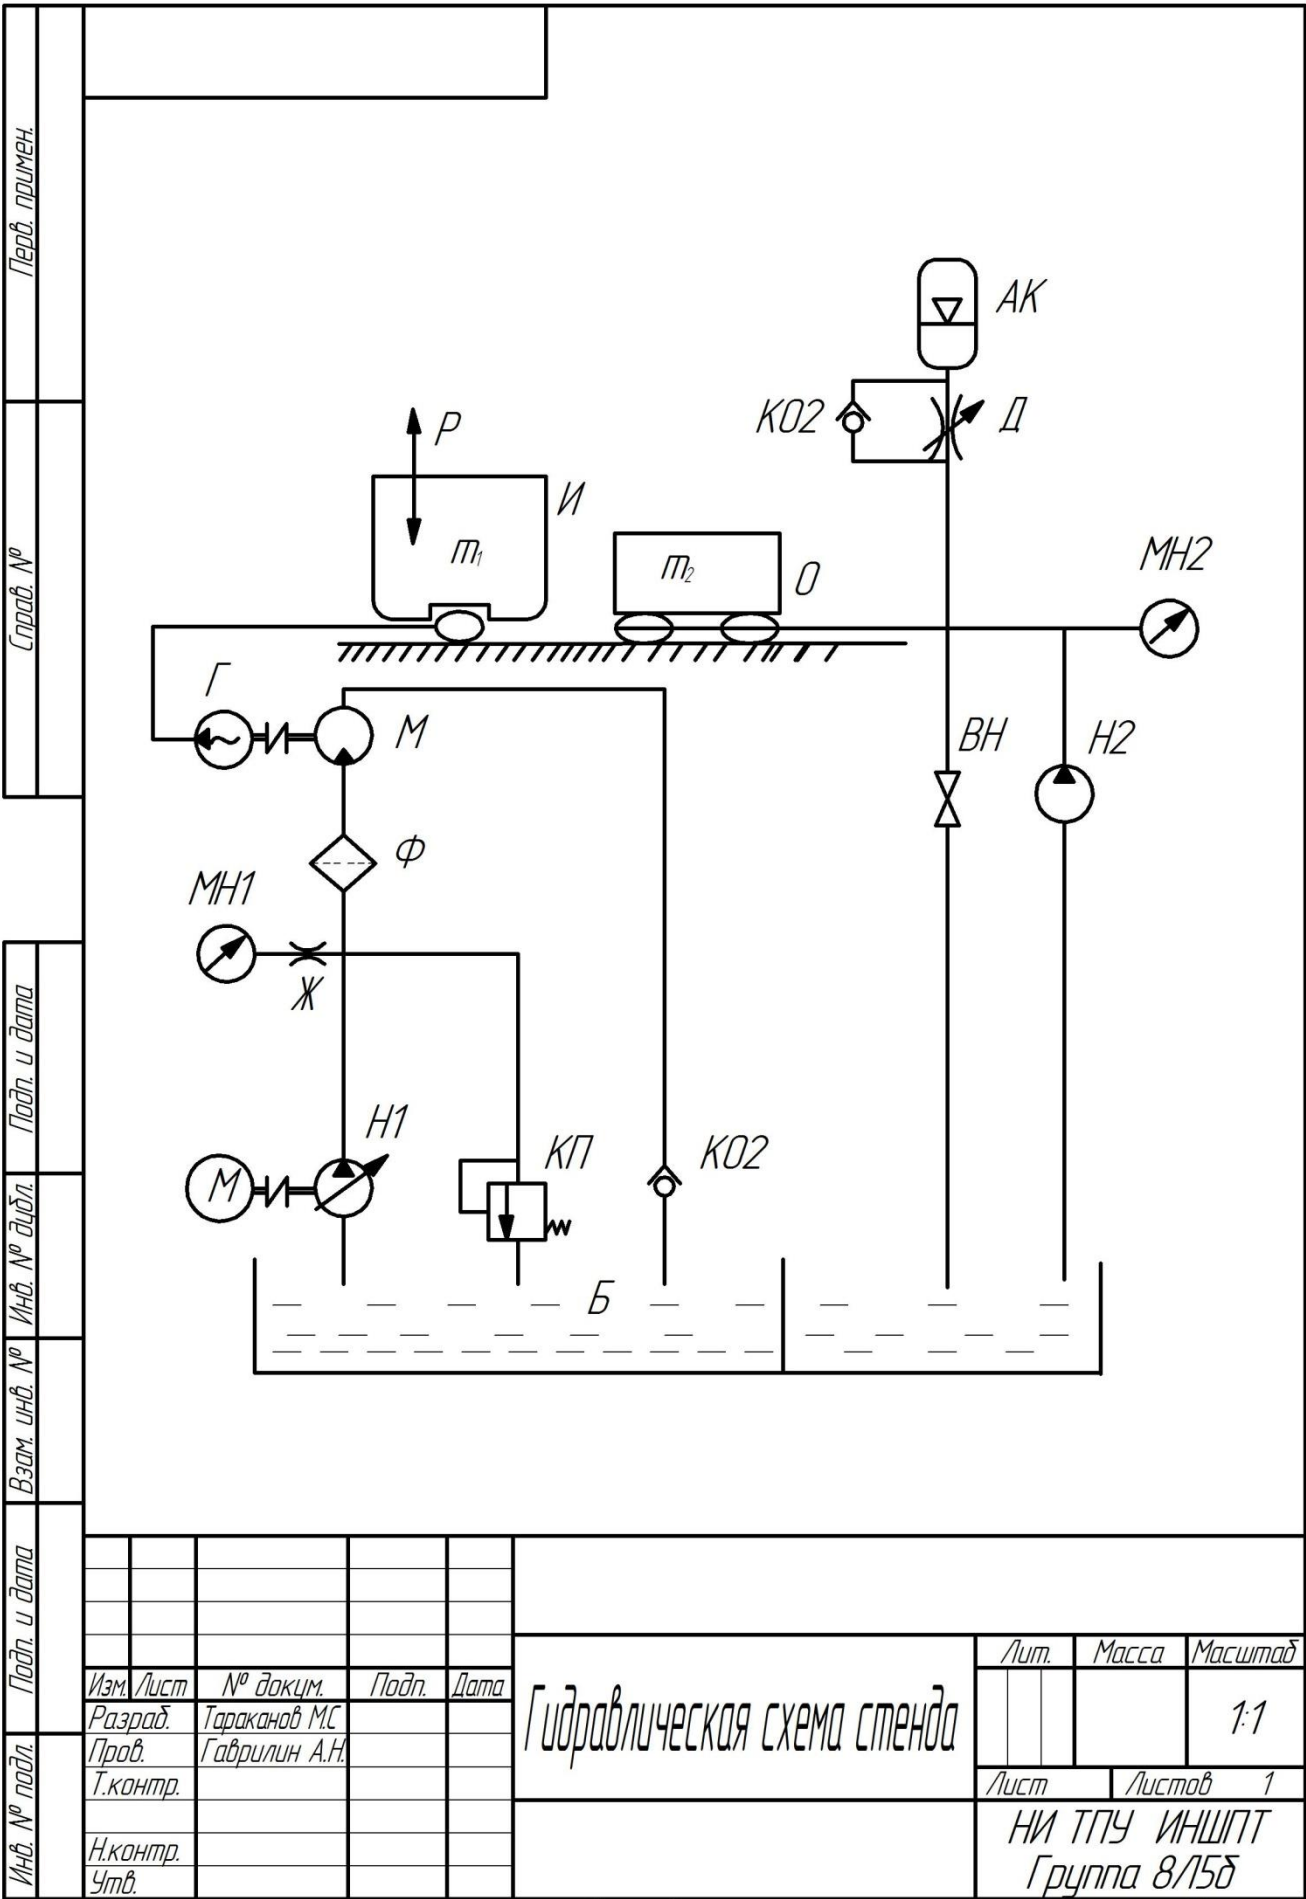 Перв. примен.
Справ. №
Подп. и дата
Инв. № дубл.
Взам. инв. №
Подп. и дата
Инв. № подл.
АК
КО2
Д
P
И
m₁
m₂
О
МН2
Г
М
ВН
Н2
Ф
МН1
Ж
Н1
М
КП
КО2
Б
Изм. Лист № докум. Подп. Дата
Разраб. Тараканов М.С
Пров. Гаврилин А.Н.
Т.контр.
Н.контр.
Утв.
Гидравлическая схема стенда
Лит. Масса Масштаб
1:1
Лист Листов 1
НИ ТПУ ИНШПТ
Группа 8Л5б